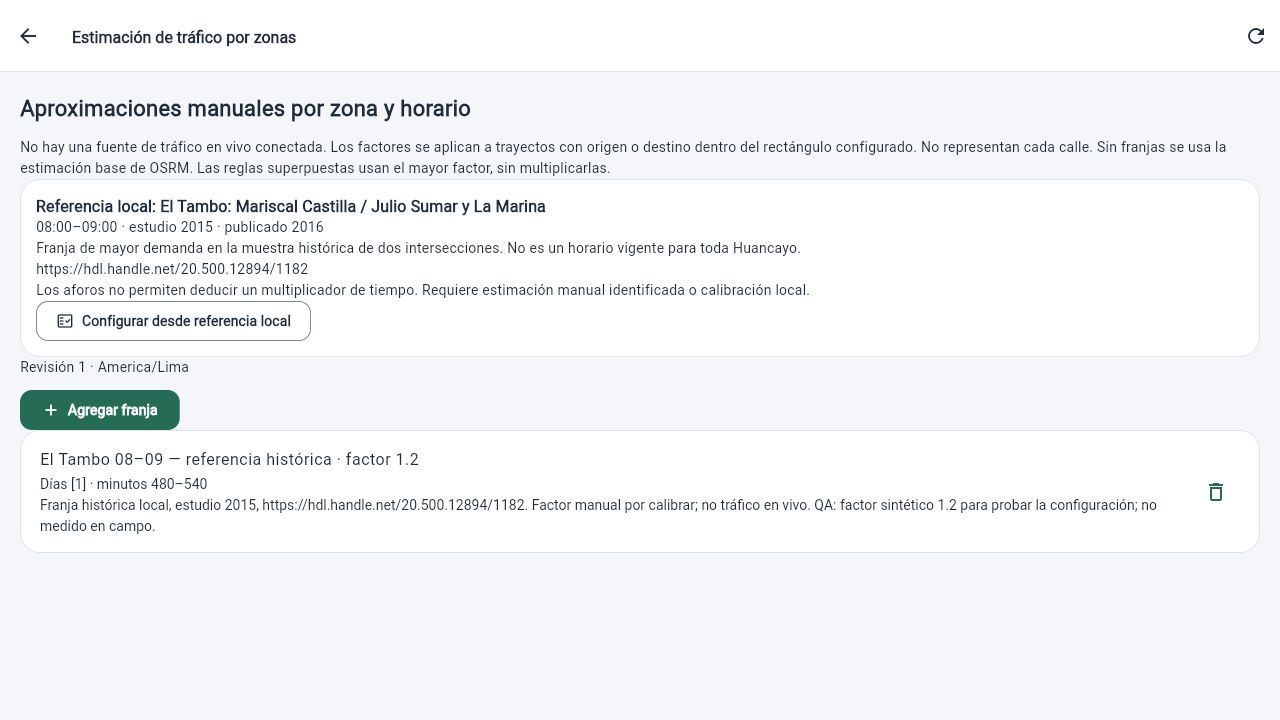 Estimación de tráfico por zonas
Aproximaciones manuales por zona y horario
No hay una fuente de tráfico en vivo conectada. Los factores se aplican a trayectos con origen o destino dentro del rectángulo configurado. No representan cada calle. Sin franjas se usa la
estimación base de OSRM. Las reglas superpuestas usan el mayor factor, sin multiplicarlas.
Referencia local: El Tambo: Mariscal Castilla / Julio Sumar y La Marina
08:00–09:00 · estudio 2015 · publicado 2016
Franja de mayor demanda en la muestra histórica de dos intersecciones. No es un horario vigente para toda Huancayo.
https://hdl.handle.net/20.500.12894/1182
Los aforos no permiten deducir un multiplicador de tiempo. Requiere estimación manual identificada o calibración local.
Configurar desde referencia local
Revisión 1 · America/Lima
Agregar franja
El Tambo 08–09 — referencia histórica · factor 1.2
Días [1] · minutos 480–540
Franja histórica local, estudio 2015, https://hdl.handle.net/20.500.12894/1182. Factor manual por calibrar; no tráfico en vivo. QA: factor sintético 1.2 para probar la configuración; no
medido en campo.